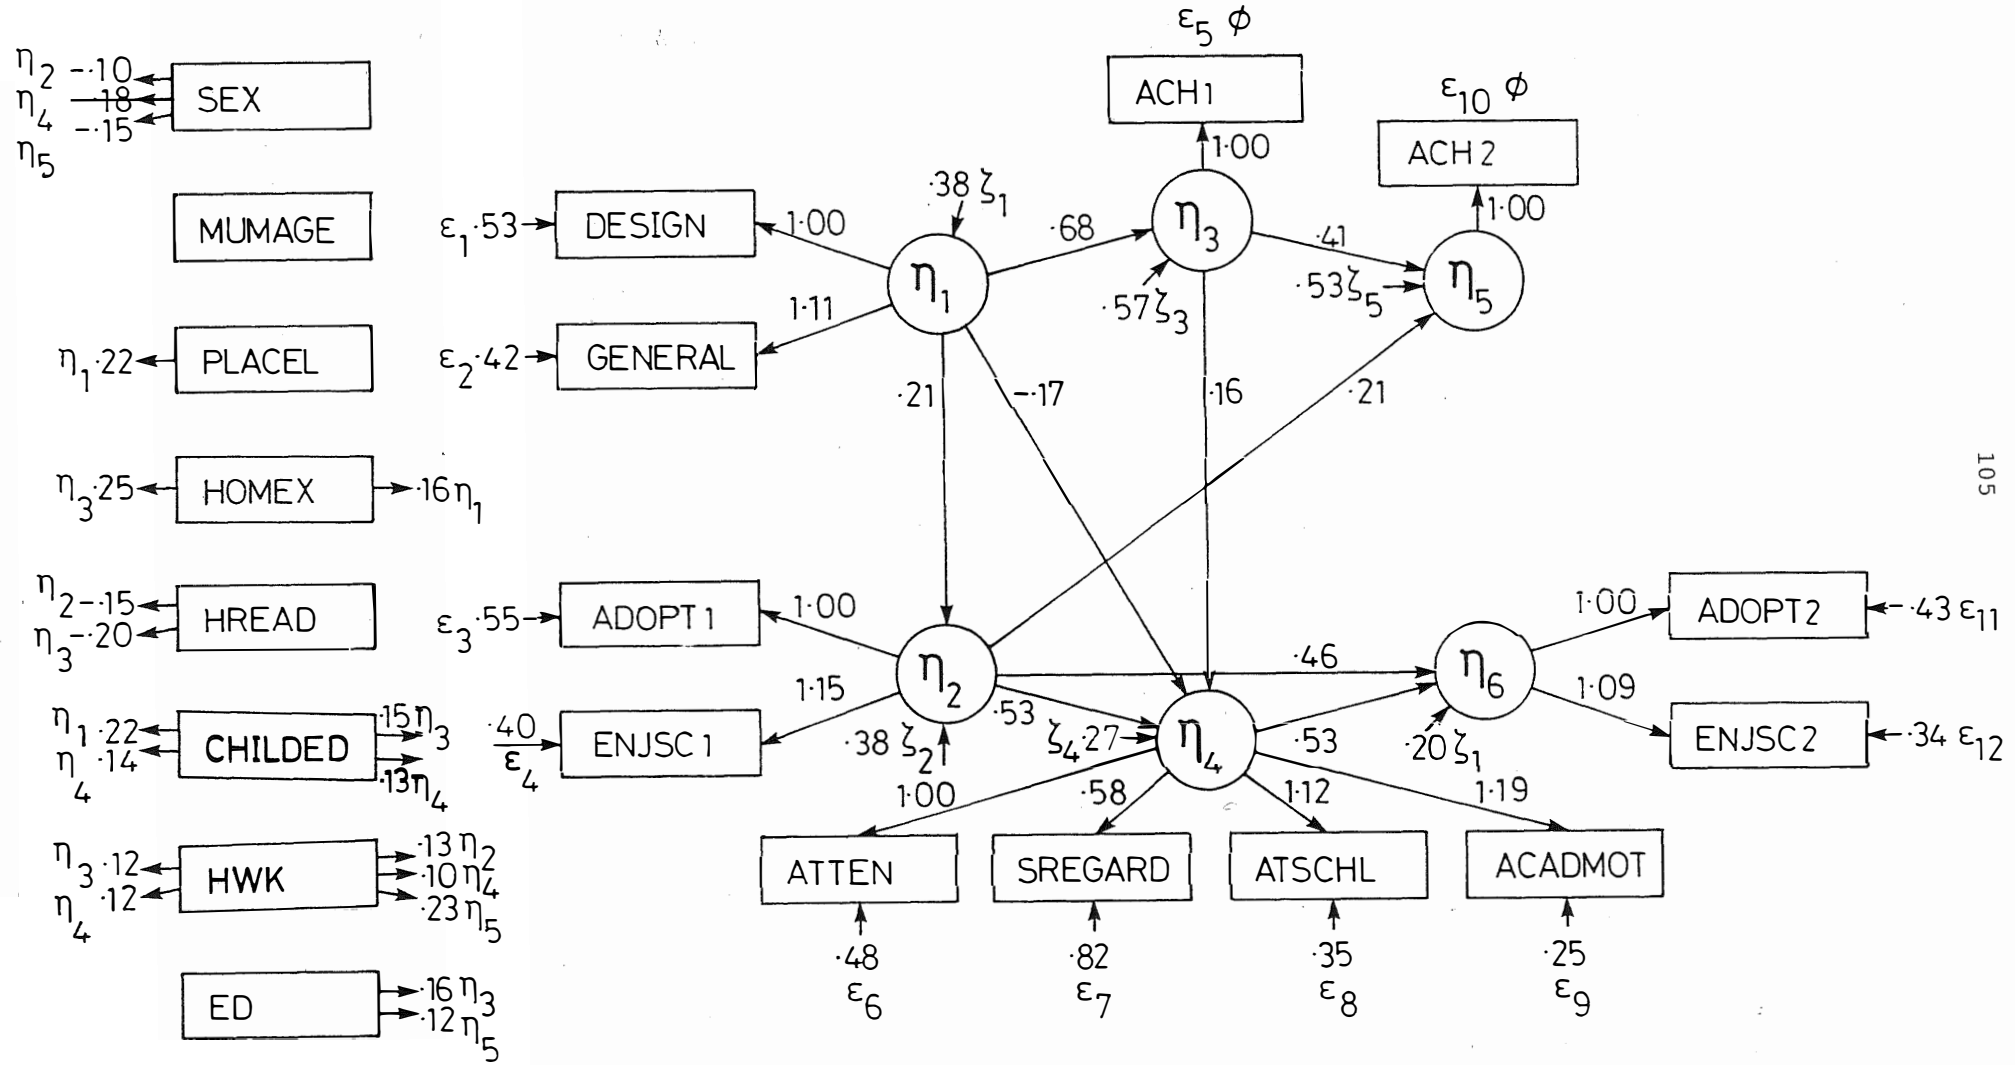 η2 -·10
η4 -·18
η5 -·15
SEX
MUMAGE
η1 ·22
PLACEL
η3 ·25
HOMEX
·16 η1
η2 -·15
η3 -·20
HREAD
η1 ·22
η4 ·14
CHILDED
·15 η3
·13 η4
η3 ·12
η4 ·12
HWK
·13 η2
·10 η4
·23 η5
ED
·16 η3
·12 η5
ε1 ·53
DESIGN
1·00
ε2 ·42
GENERAL
1·11
·38 ζ1
η1
·68
·21
-·17
ε5 φ
ACH1
1·00
η3
·57 ζ3
·41
·16
ε10 φ
ACH2
1·00
·53 ζ5
η5
·21
ε3 ·55
ADOPT1
1·00
·40
ε4
ENJSC1
1·15
η2
·38 ζ2
·46
·53
ζ4 ·27
η4
·53
η6
·20 ζ1
1·00
ADOPT2
-·43 ε11
1·09
ENJSC2
·34 ε12
1·00
·58
1·12
1·19
ATTEN
SREGARD
ATSCHL
ACADMOT
·48
·82
·35
·25
ε6
ε7
ε8
ε9
105